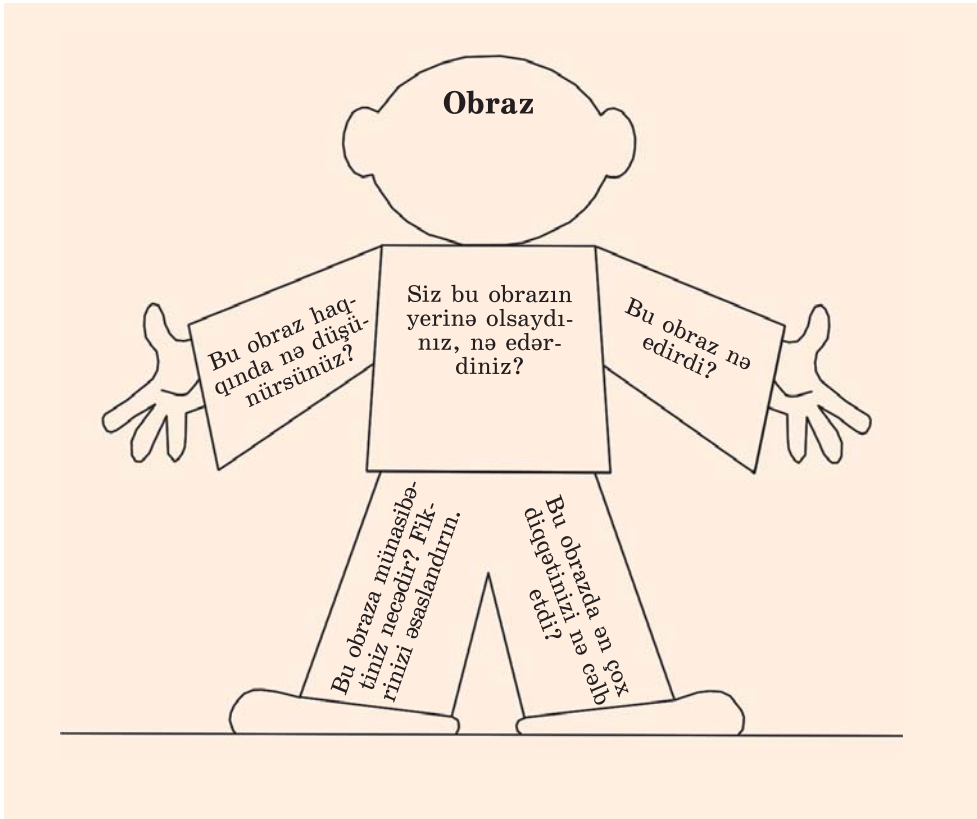 Obraz
Bu obraz haq-
qında nə düşü-
nürsünüz?
Siz bu obrazın
yerinə olsaydı-
nız, nə edər-
diniz?
Bu obraz nə
edirdi?
Bu obraza münasibə-
tiniz necədir? Fik-
rinizi əsaslandırın.
Bu obrazda ən çox
diqqətinizi nə cəlb
etdi?